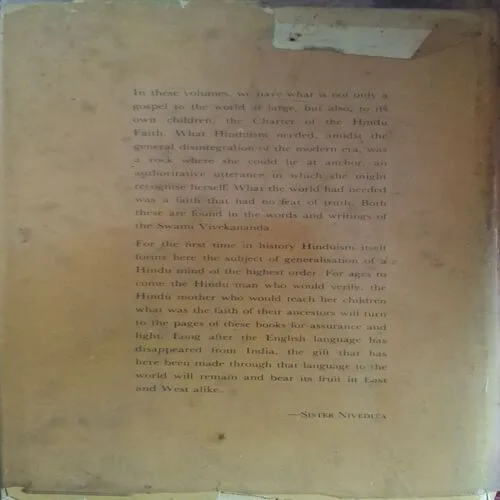 In these volumes, we have what is not only a
gospel to the world at large, but also, to its
own children, the Charter of the Hindu
Faith. What Hinduism needed, amidst the
general disintegration of the modern era, was
a rock where she could lie at anchor, an
authoritative utterance in which she might
recognise herself. What the world had needed
was a faith that had no fear of truth. Both
these are found in the words and writings of
the Swami Vivekananda.
For the first time in history Hinduism itself
forms here the subject of generalisation of a
Hindu mind of the highest order. For ages to
come the Hindu man who would verify, the
Hindu mother who would teach her children
what was the faith of their ancestors will turn
to the pages of these books for assurance and
light. Long after the English language has
disappeared from India, the gift that has
here been made through that language to the
world will remain and bear its fruit in East
and West alike.
—SISTER NIVEDITA